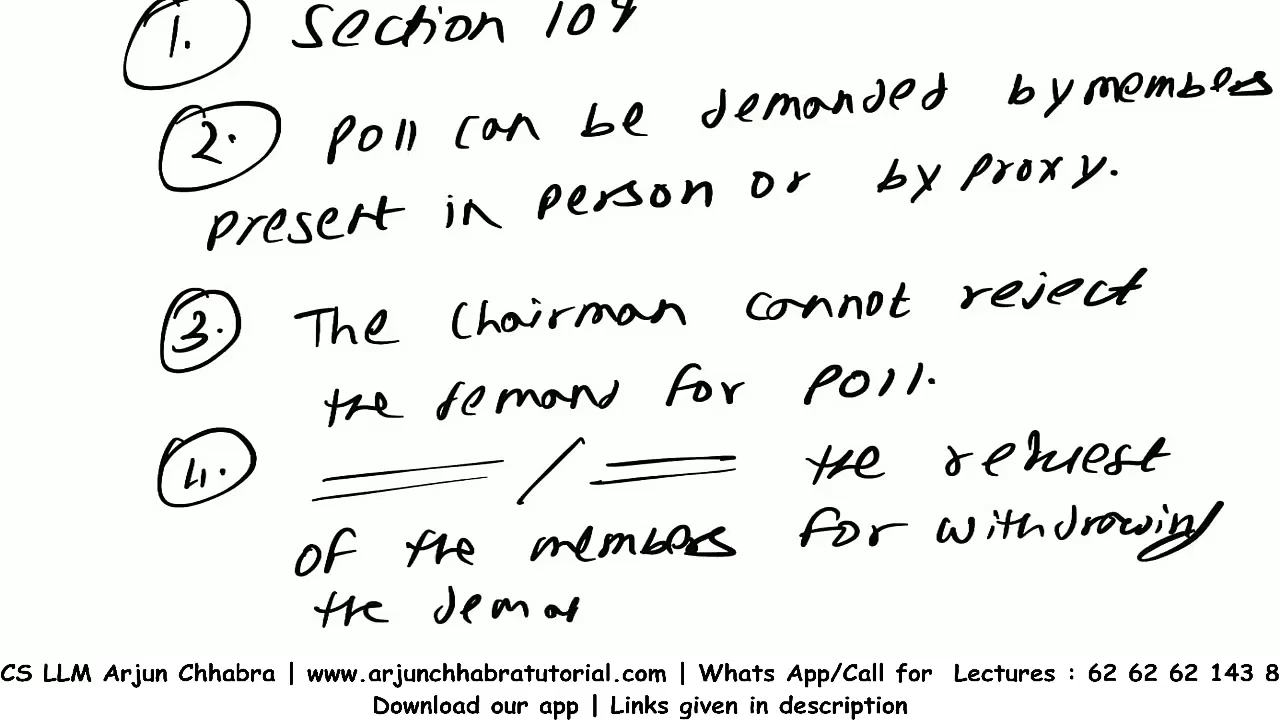 1. Section 109
2. Poll can be demanded by members
present in person or by proxy.
3. The Chairman cannot reject
the demand for poll.
4. the request
of the members for withdrawing
the dema
CS LLM Arjun Chhabra | www.arjunchhabratutorial.com | Whats App/Call for Lectures : 62 62 62 143 8
Download our app | Links given in description